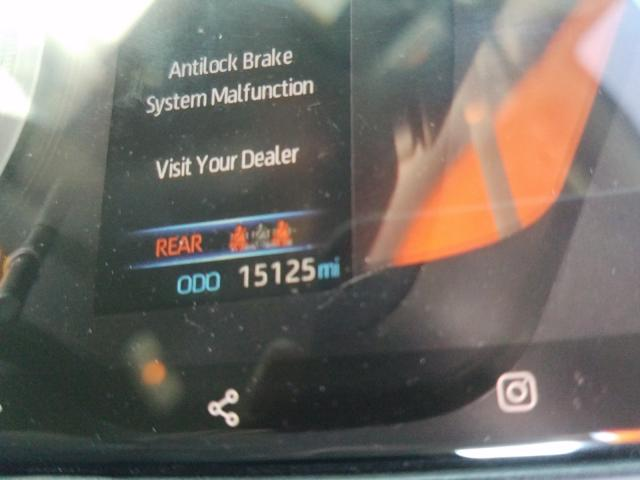 Antilock Brake
System Malfunction
Visit Your Dealer
REAR
ODO 15125 mi